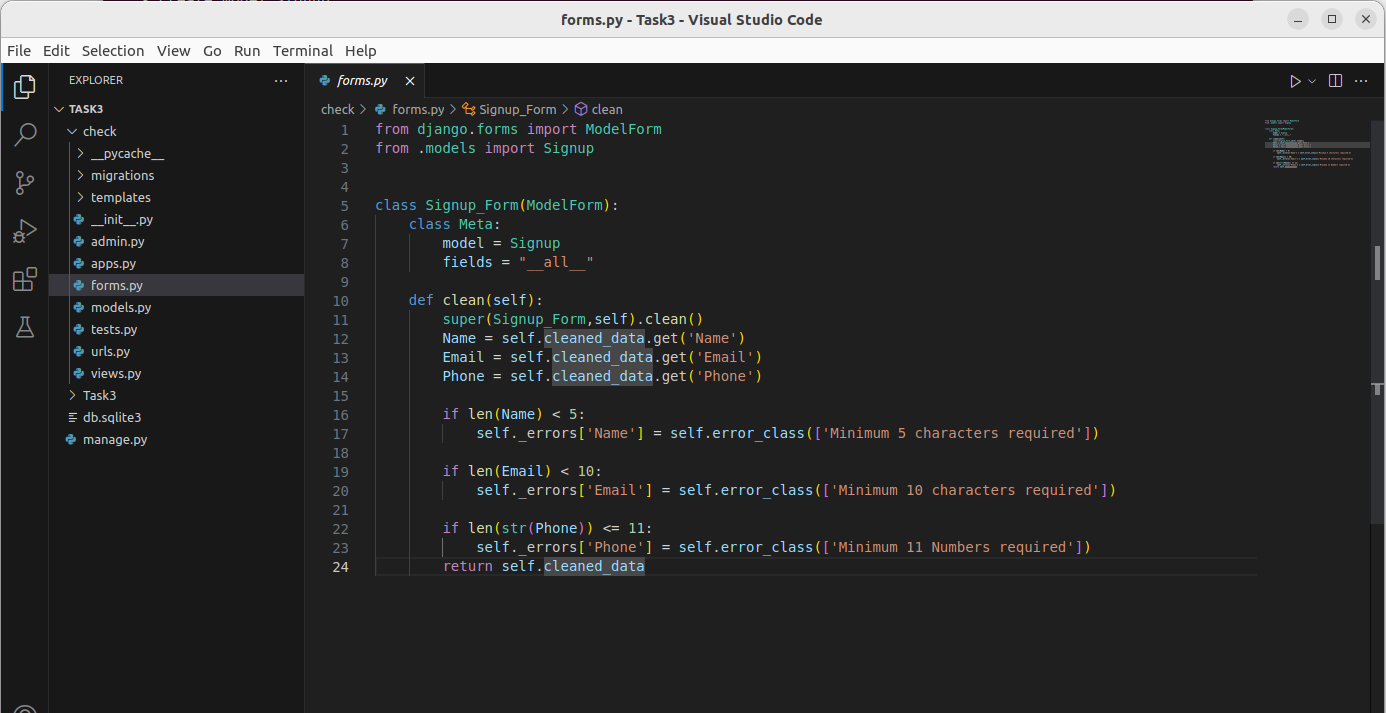 forms.py - Task3 - Visual Studio Code
File Edit Selection View Go Run Terminal Help
EXPLORER
TASK3
check
__pycache__
migrations
templates
__init__.py
admin.py
apps.py
forms.py
models.py
tests.py
urls.py
views.py
Task3
db.sqlite3
manage.py
forms.py
check > forms.py > Signup_Form > clean
1 from django.forms import ModelForm
2 from .models import Signup
3
4
5 class Signup_Form(ModelForm):
6     class Meta:
7         model = Signup
8         fields = "__all__"
9
10     def clean(self):
11         super(Signup_Form,self).clean()
12         Name = self.cleaned_data.get('Name')
13         Email = self.cleaned_data.get('Email')
14         Phone = self.cleaned_data.get('Phone')
15
16         if len(Name) < 5:
17             self._errors['Name'] = self.error_class(['Minimum 5 characters required'])
18
19         if len(Email) < 10:
20             self._errors['Email'] = self.error_class(['Minimum 10 characters required'])
21
22         if len(str(Phone)) <= 11:
23             self._errors['Phone'] = self.error_class(['Minimum 11 Numbers required'])
24         return self.cleaned_data